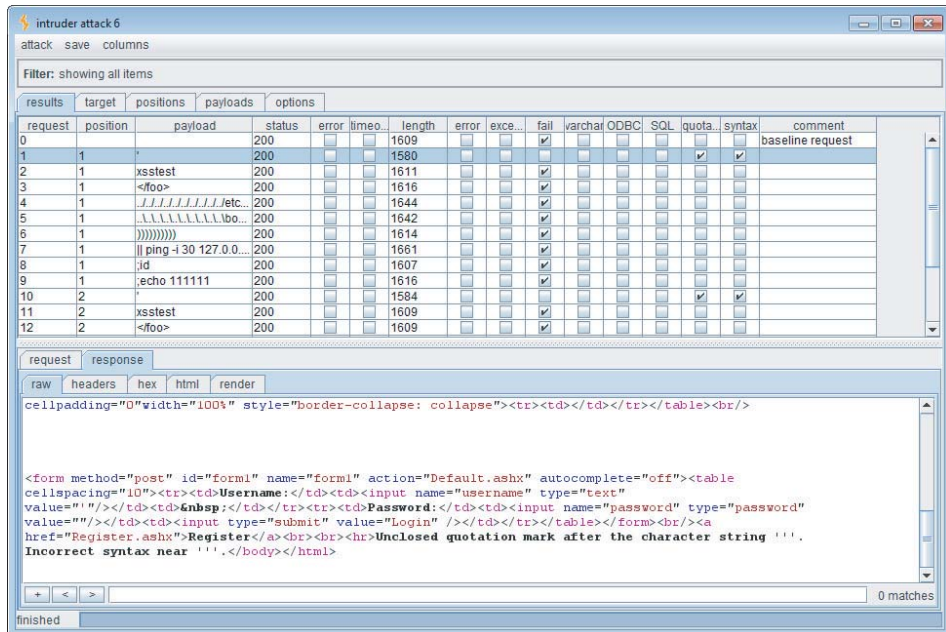 intruder attack 6
attack save columns
Filter: showing all items
results target positions payloads options
request position payload status error timeo... length error exce... fail varchar ODBC SQL quota... syntax comment
0 200 1609 baseline request
1 1 ' 200 1580
2 1 xsstest 200 1611
3 1 </foo> 200 1616
4 1 ../../../../../../../../../../etc... 200 1644
5 1 ..\..\..\..\..\..\..\..\..\..\bo... 200 1642
6 1 )))))))))) 200 1614
7 1 || ping -i 30 127.0.0.... 200 1661
8 1 ;id 200 1607
9 1 ;echo 111111 200 1616
10 2 ' 200 1584
11 2 xsstest 200 1609
12 2 </foo> 200 1609
request response
raw headers hex html render
cellpadding="0"width="100%" style="border-collapse: collapse"><tr><td></td></tr></table><br/>
<form method="post" id="form1" name="form1" action="Default.ashx" autocomplete="off"><table
cellspacing="10"><tr><td>Username:</td><td><input name="username" type="text"
value="'"/></td><td>&nbsp;</td></tr><tr><td>Password:</td><td><input name="password" type="password"
value=""/></td><td><input type="submit" value="Login" /></td></tr></table></form><br/><a
href="Register.ashx">Register</a><br><br><hr>Unclosed quotation mark after the character string '''.
Incorrect syntax near '''.</body></html>
+ < > 0 matches
finished